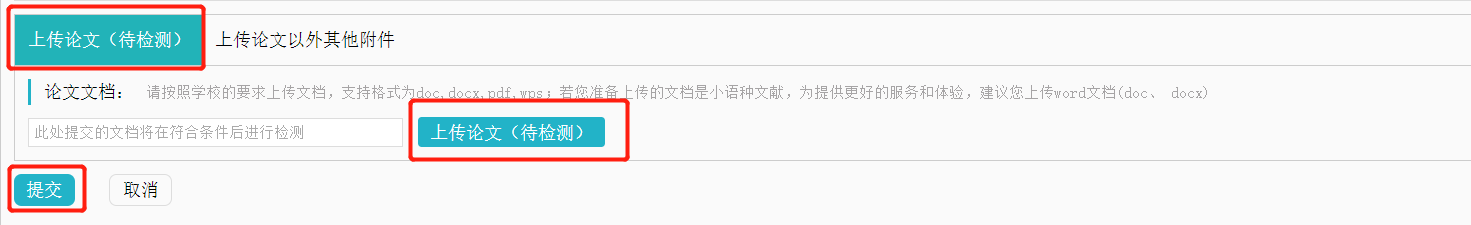 上传论文（待检测） 上传论文以外其他附件
论文文档： 请按照学校的要求上传文档，支持格式为doc,docx,pdf,wps；若您准备上传的文档是小语种文献，为提供更好的服务和体验，建议您上传word文档(doc、 docx)
此处提交的文档将在符合条件后进行检测 上传论文（待检测）
提交 取消